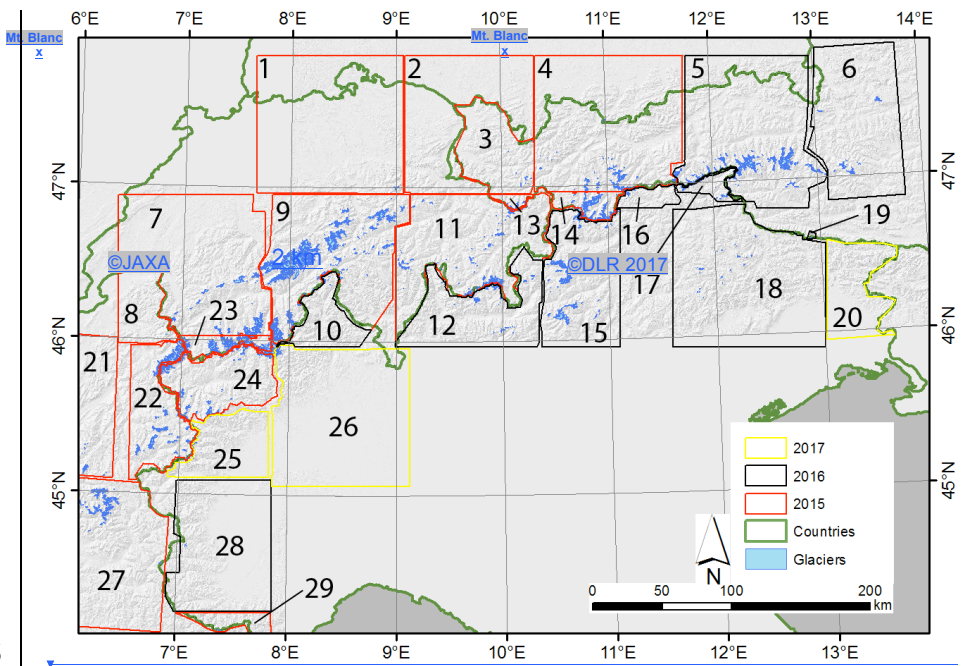 6°E 7°E 8°E 9°E 10°E 11°E 12°E 13°E 14°E
Mt. Blanc
x
Mt. Blanc
x
1 2 4 5 6
3
47°N 47°N
7 9 11 13 14 16 19
©JAXA 2 km ©DLR 2017
17 18
8 23 10 12 15 20
46°N 46°N
21 22 24 26
25
2017
45°N 45°N
2016
2015
28 Countries
Glaciers
27 29
N
0 50 100 200
km
7°E 8°E 9°E 10°E 11°E 12°E 13°E